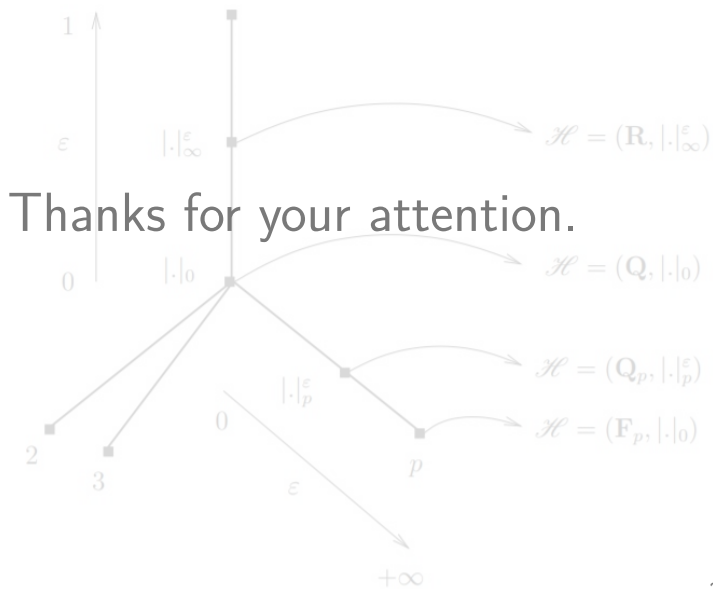 1
ε
|.|^ε_∞
ℋ = (R, |.|^ε_∞)
Thanks for your attention.
0
|.|_0
ℋ = (Q, |.|_0)
ℋ = (Q_p, |.|^ε_p)
|.|^ε_p
0
ℋ = (F_p, |.|_0)
2
3
p
ε
+∞